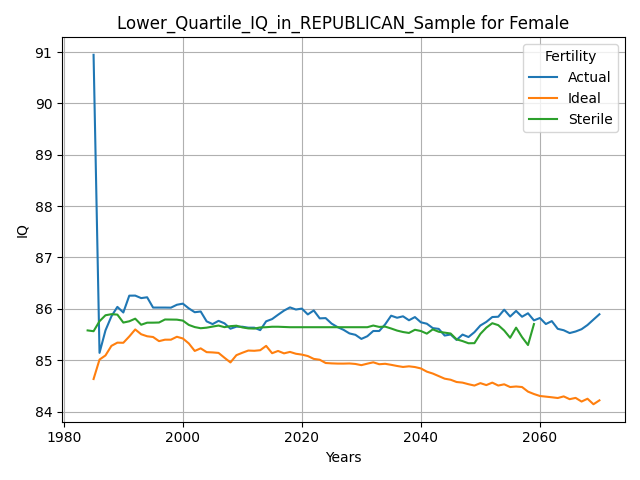 Lower_Quartile_IQ_in_REPUBLICAN_Sample for Female
Fertility
Actual
Ideal
Sterile
IQ
91
90
89
88
87
86
85
84
1980
2000
2020
2040
2060
Years